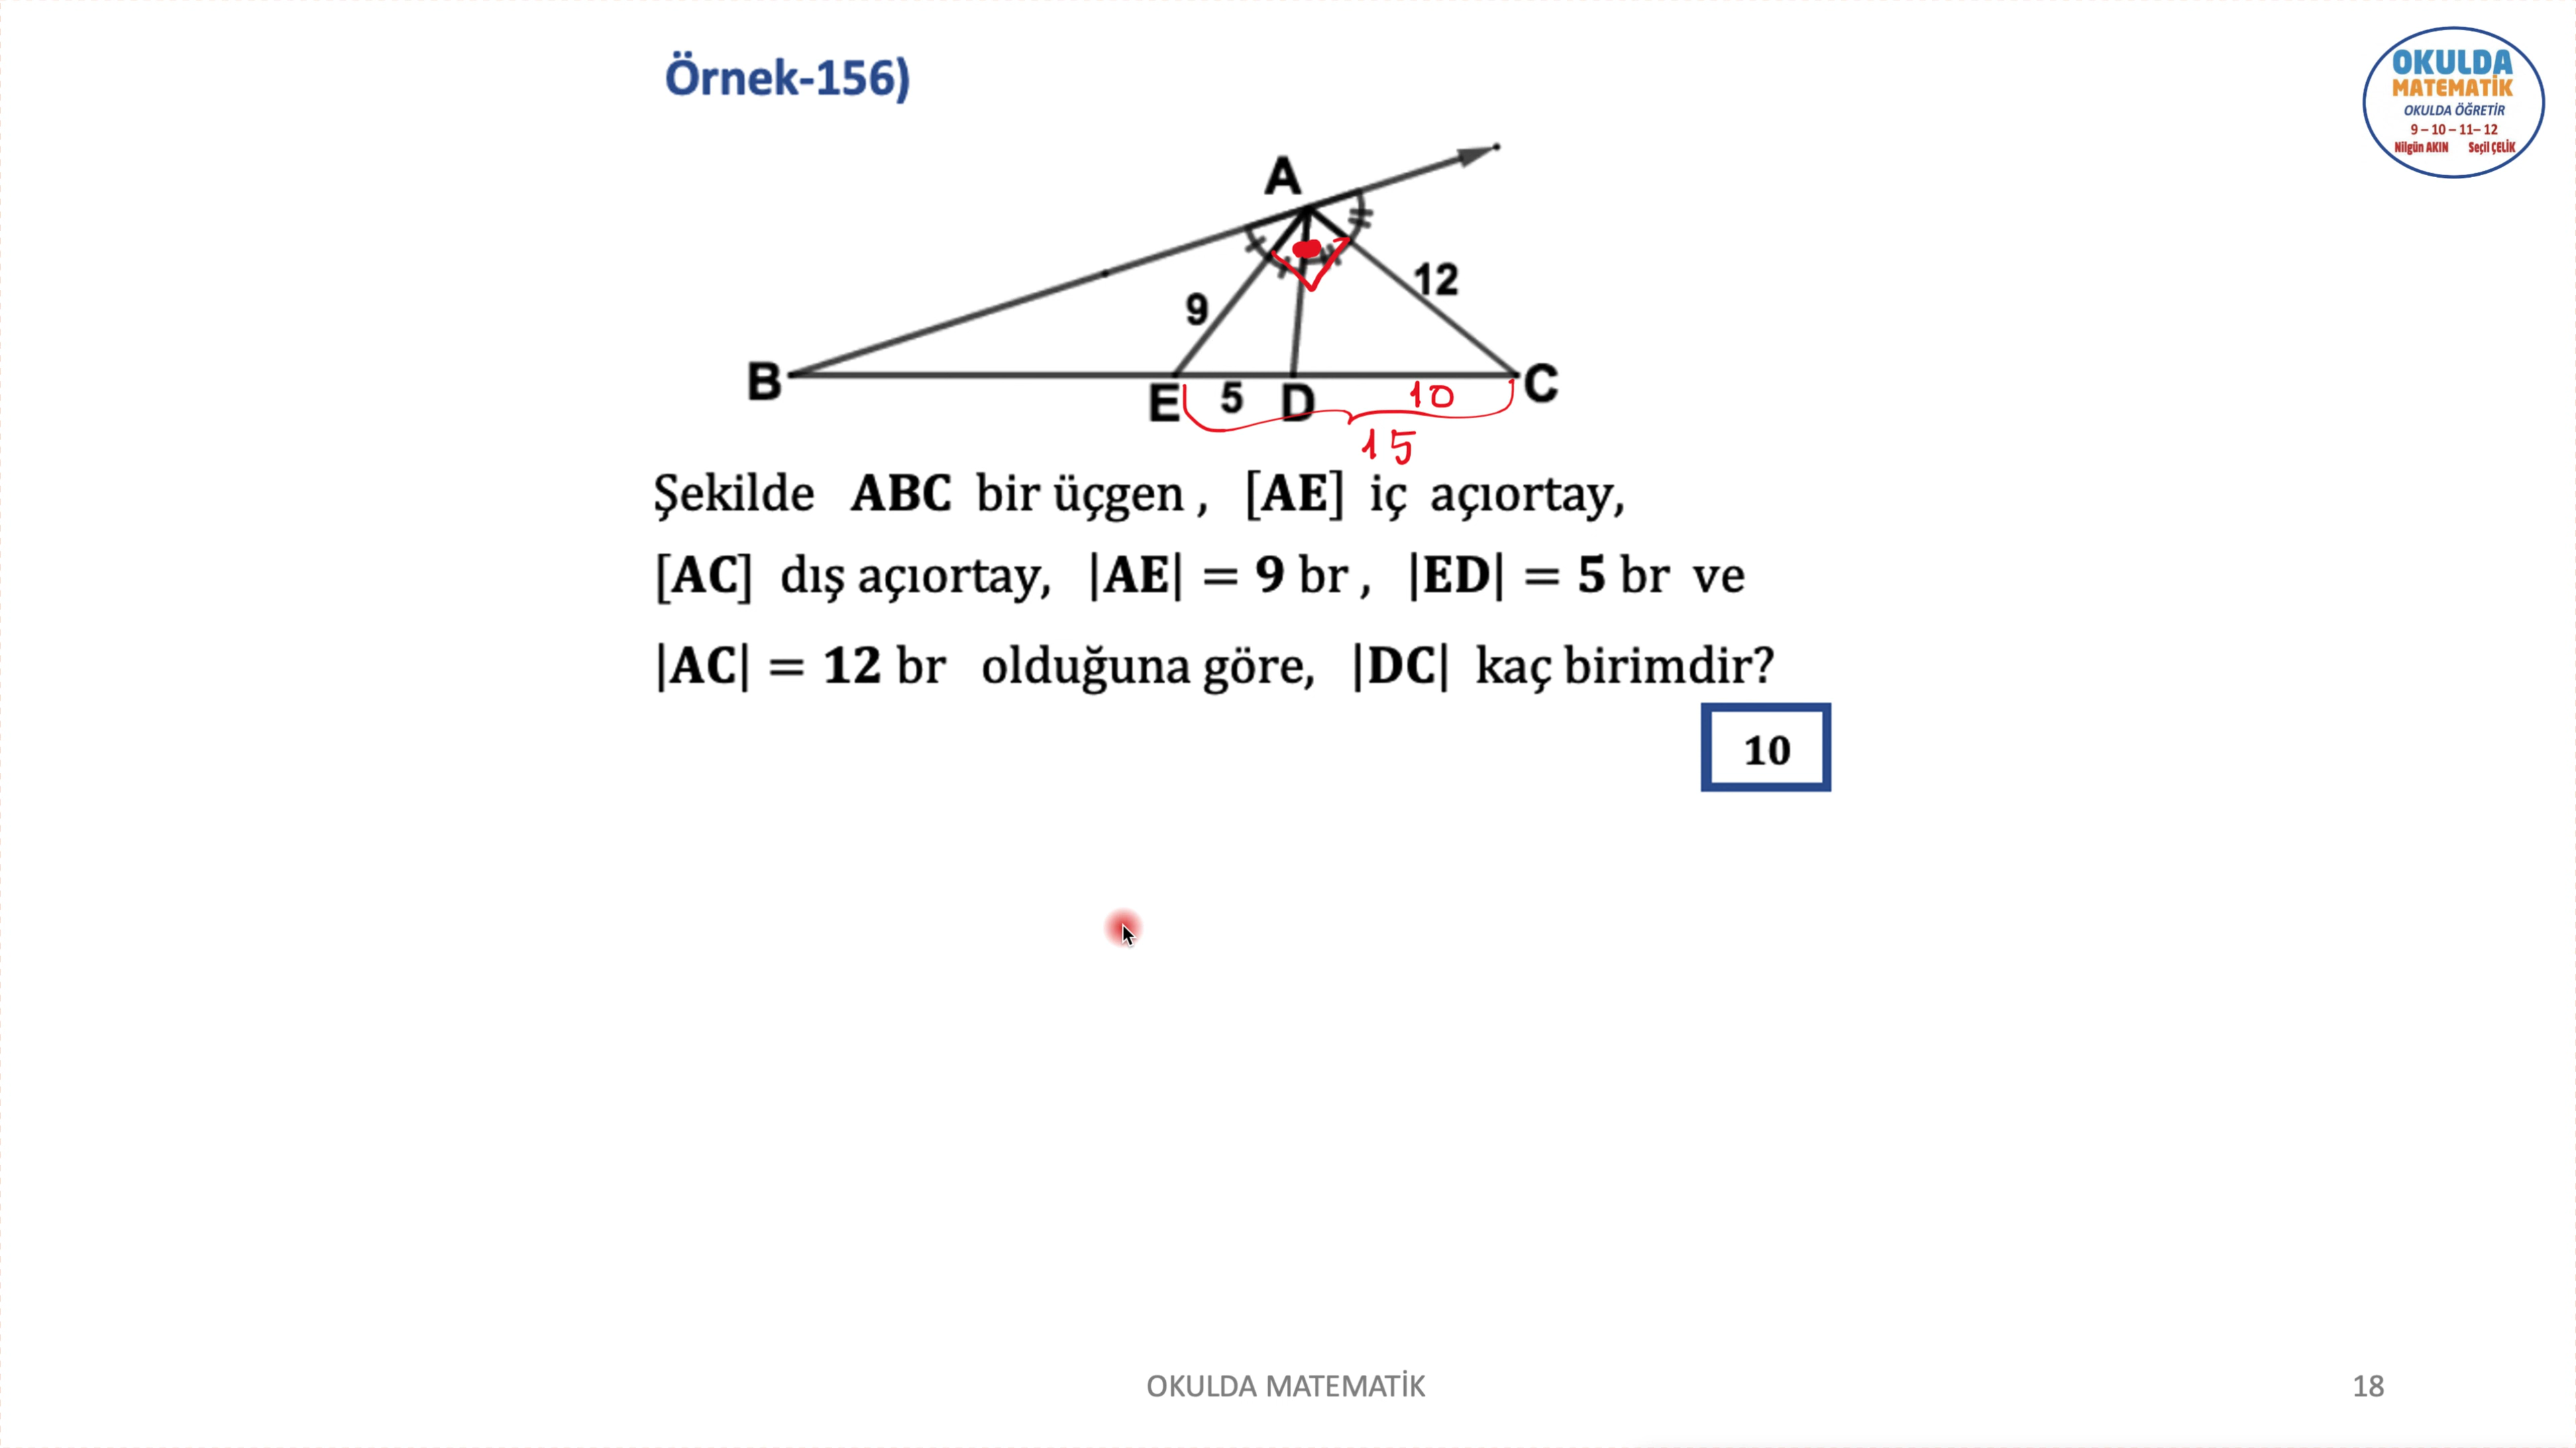 Örnek-156)
OKULDA
MATEMATİK
OKULDA ÖĞRETİR
9 – 10 – 11– 12
Nilgün AKIN Seçil ÇELİK
A
9
12
B
E 5 D 10 C
15
Şekilde ABC bir üçgen , [AE] iç açıortay,
[AC] dış açıortay, |AE| = 9 br , |ED| = 5 br ve
|AC| = 12 br olduğuna göre, |DC| kaç birimdir?
10
OKULDA MATEMATİK
18